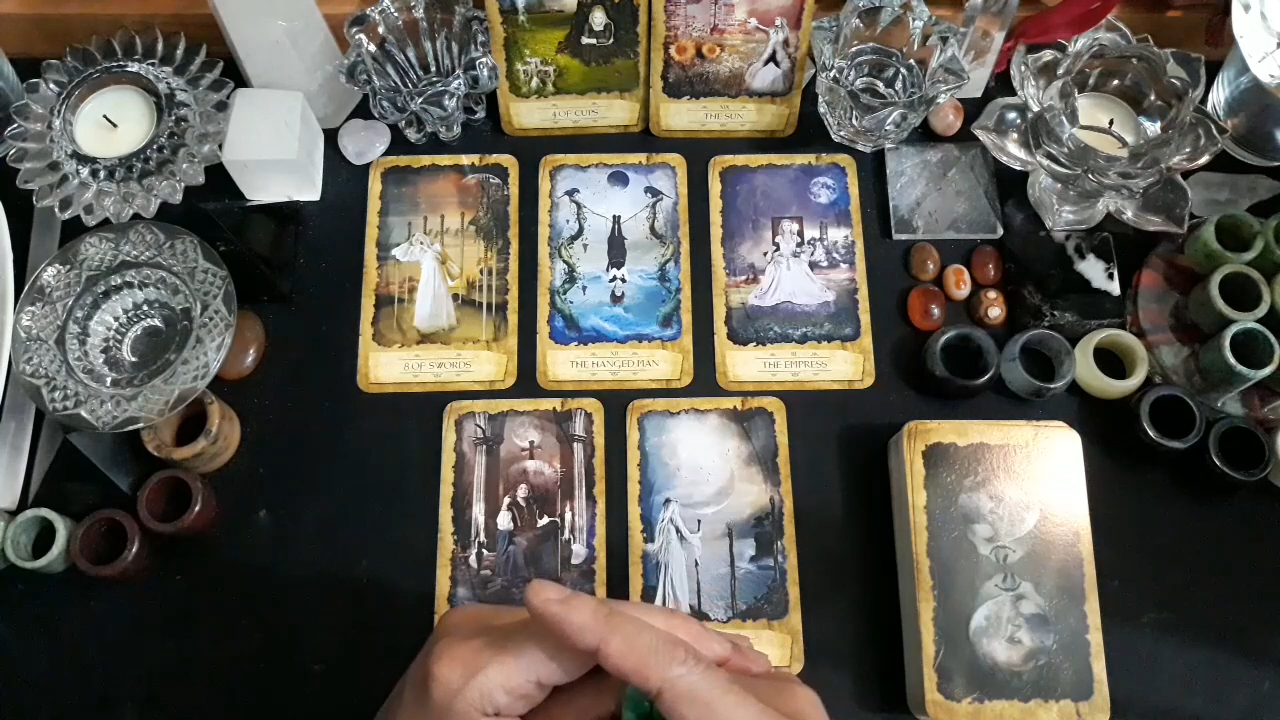 4 OF CUPS
XIX
THE SUN
8 OF SWORDS
XII
THE HANGED MAN
III
THE EMPRESS